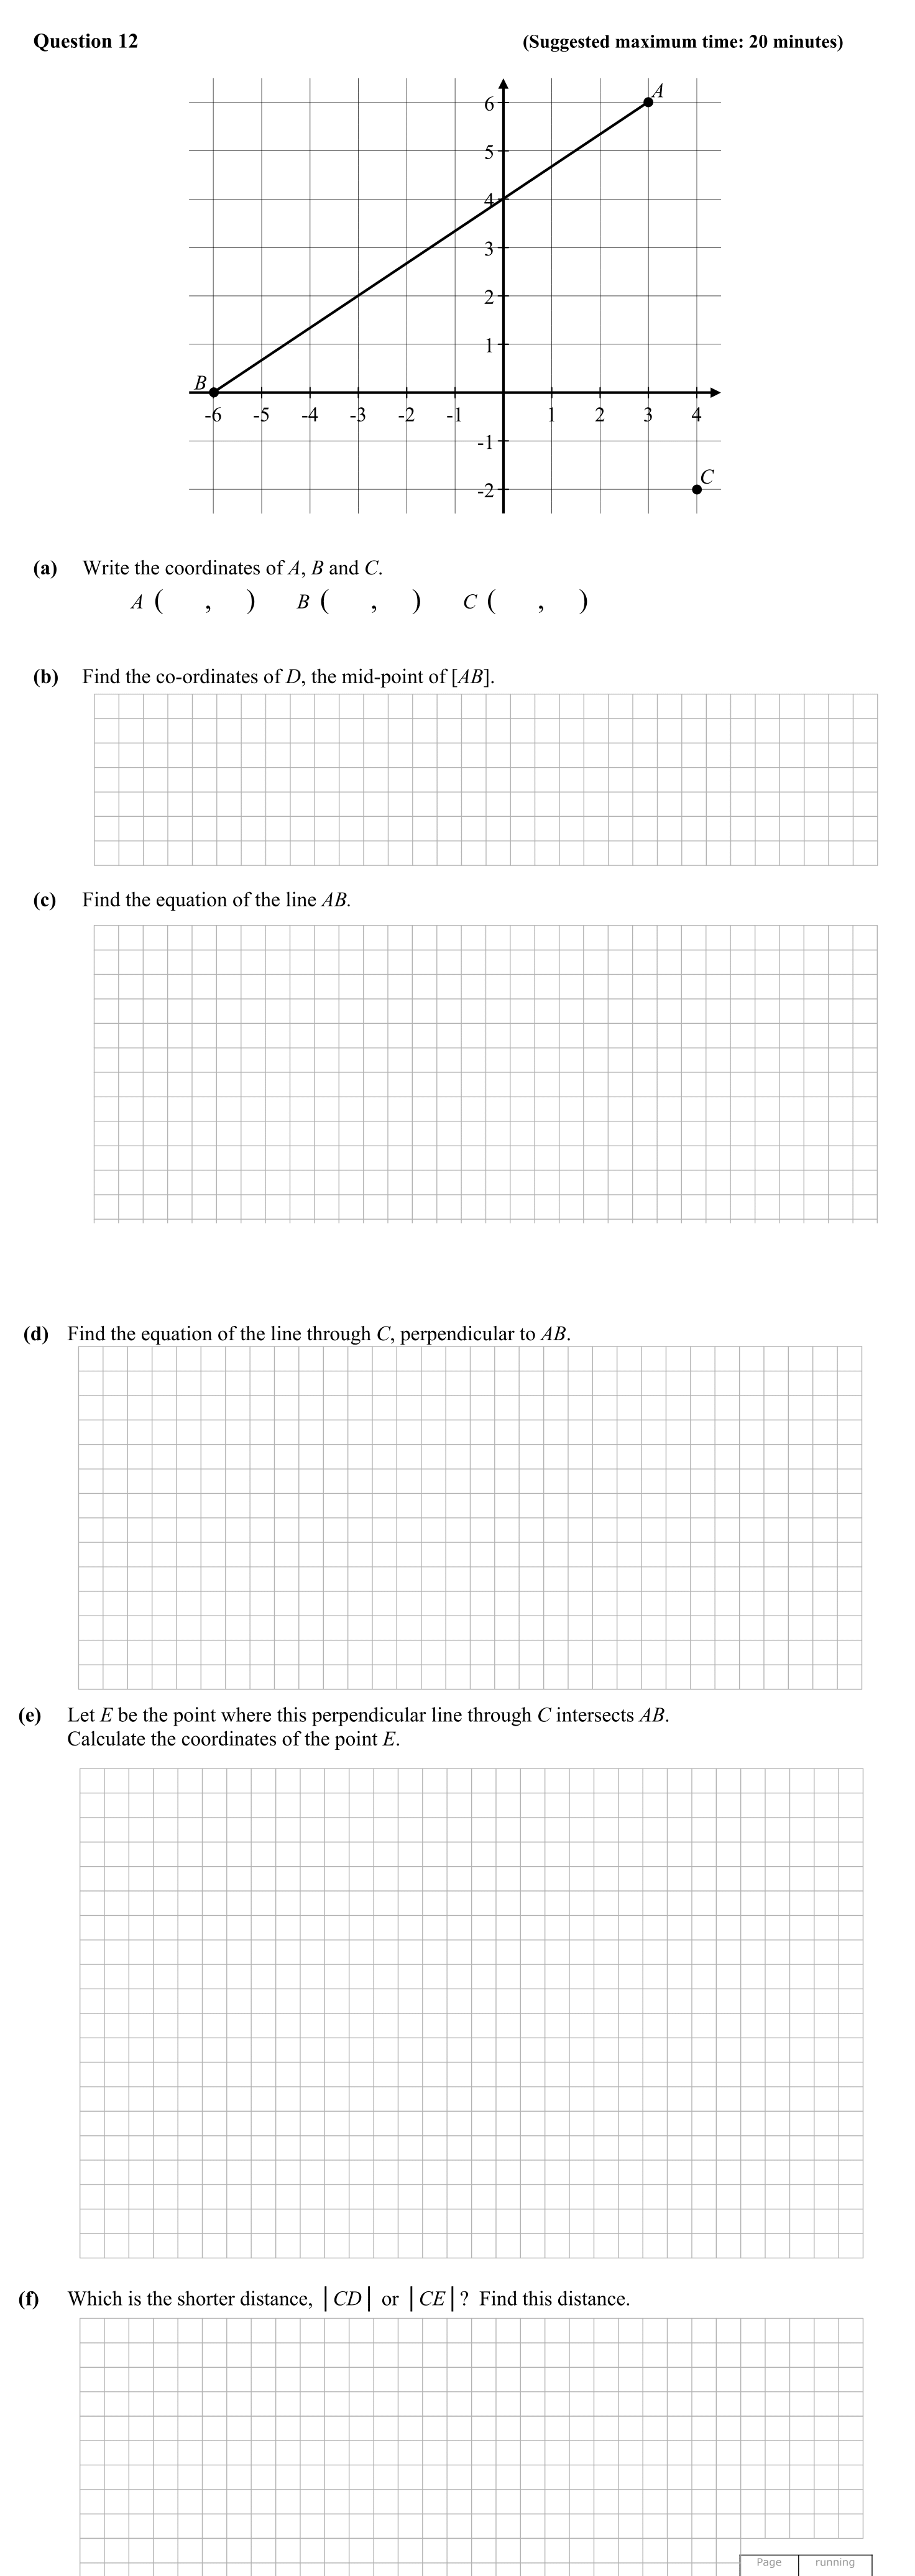 Question 12 (Suggested maximum time: 20 minutes)
A
6
5
4
3
2
1
B
-6 -5 -4 -3 -2 -1 1 2 3 4
-1
C
-2
(a) Write the coordinates of A, B and C.
A ( , ) B ( , ) C ( , )
(b) Find the co-ordinates of D, the mid-point of [AB].
(c) Find the equation of the line AB.
(d) Find the equation of the line through C, perpendicular to AB.
(e) Let E be the point where this perpendicular line through C intersects AB.
Calculate the coordinates of the point E.
(f) Which is the shorter distance, |CD| or |CE|? Find this distance.
Page running